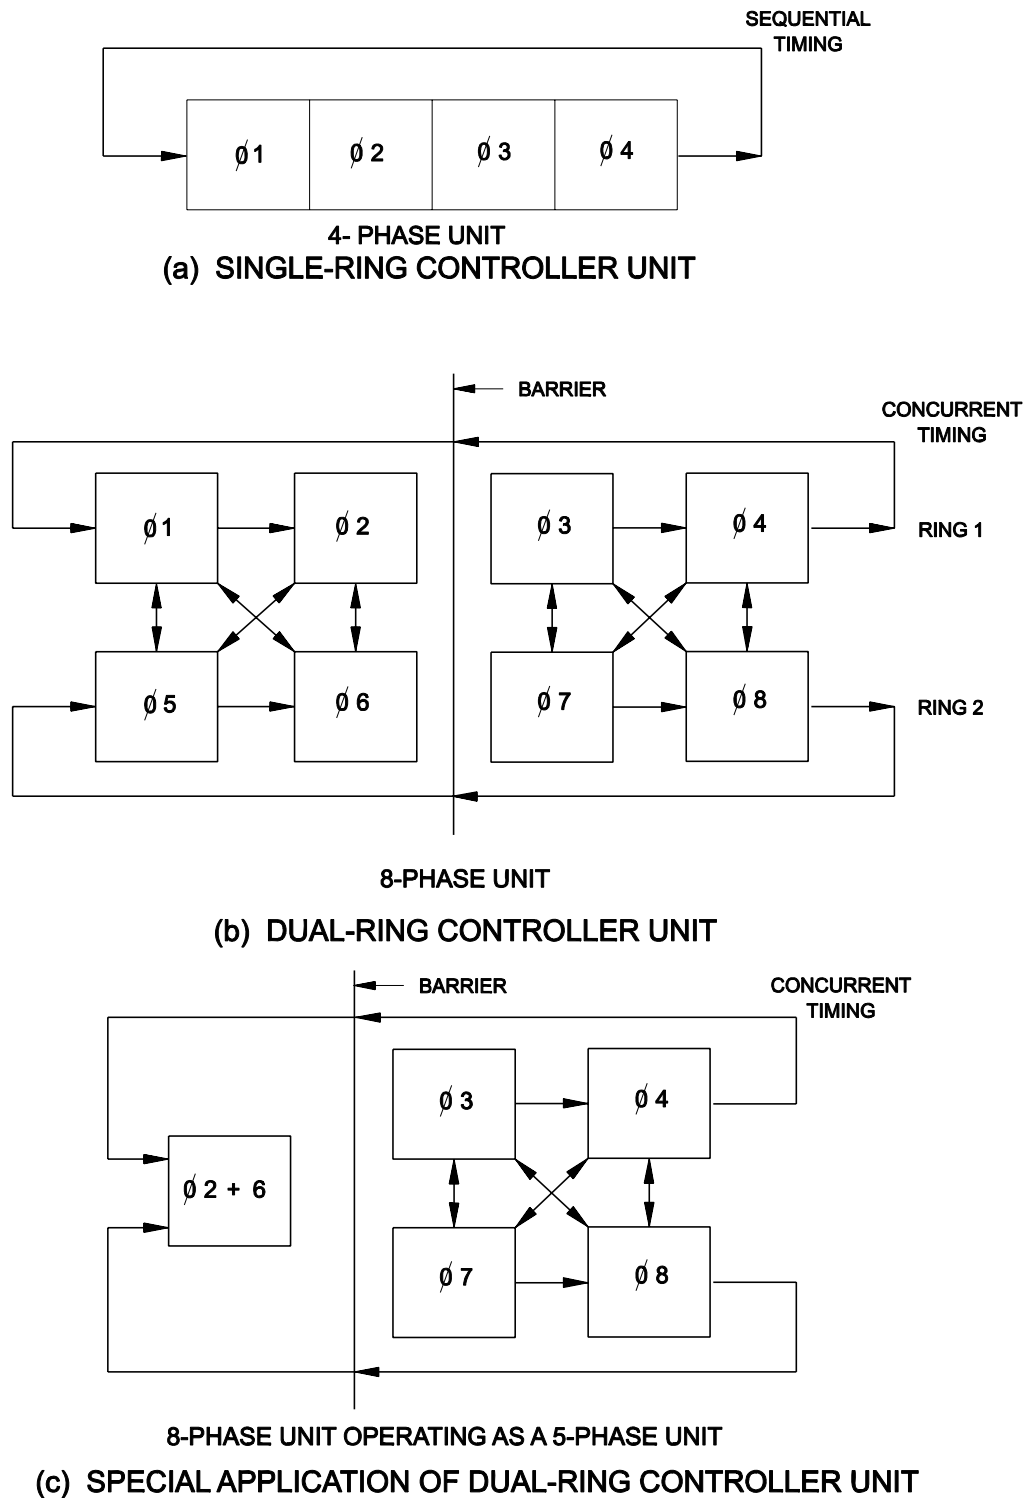 SEQUENTIAL
TIMING
Ø1
Ø2
Ø3
Ø4
4- PHASE UNIT
(a) SINGLE-RING CONTROLLER UNIT
BARRIER
CONCURRENT
TIMING
Ø1
Ø2
Ø3
Ø4
RING 1
Ø5
Ø6
Ø7
Ø8
RING 2
8-PHASE UNIT
(b) DUAL-RING CONTROLLER UNIT
BARRIER
CONCURRENT
TIMING
Ø3
Ø4
Ø2 + 6
Ø7
Ø8
8-PHASE UNIT OPERATING AS A 5-PHASE UNIT
(c) SPECIAL APPLICATION OF DUAL-RING CONTROLLER UNIT